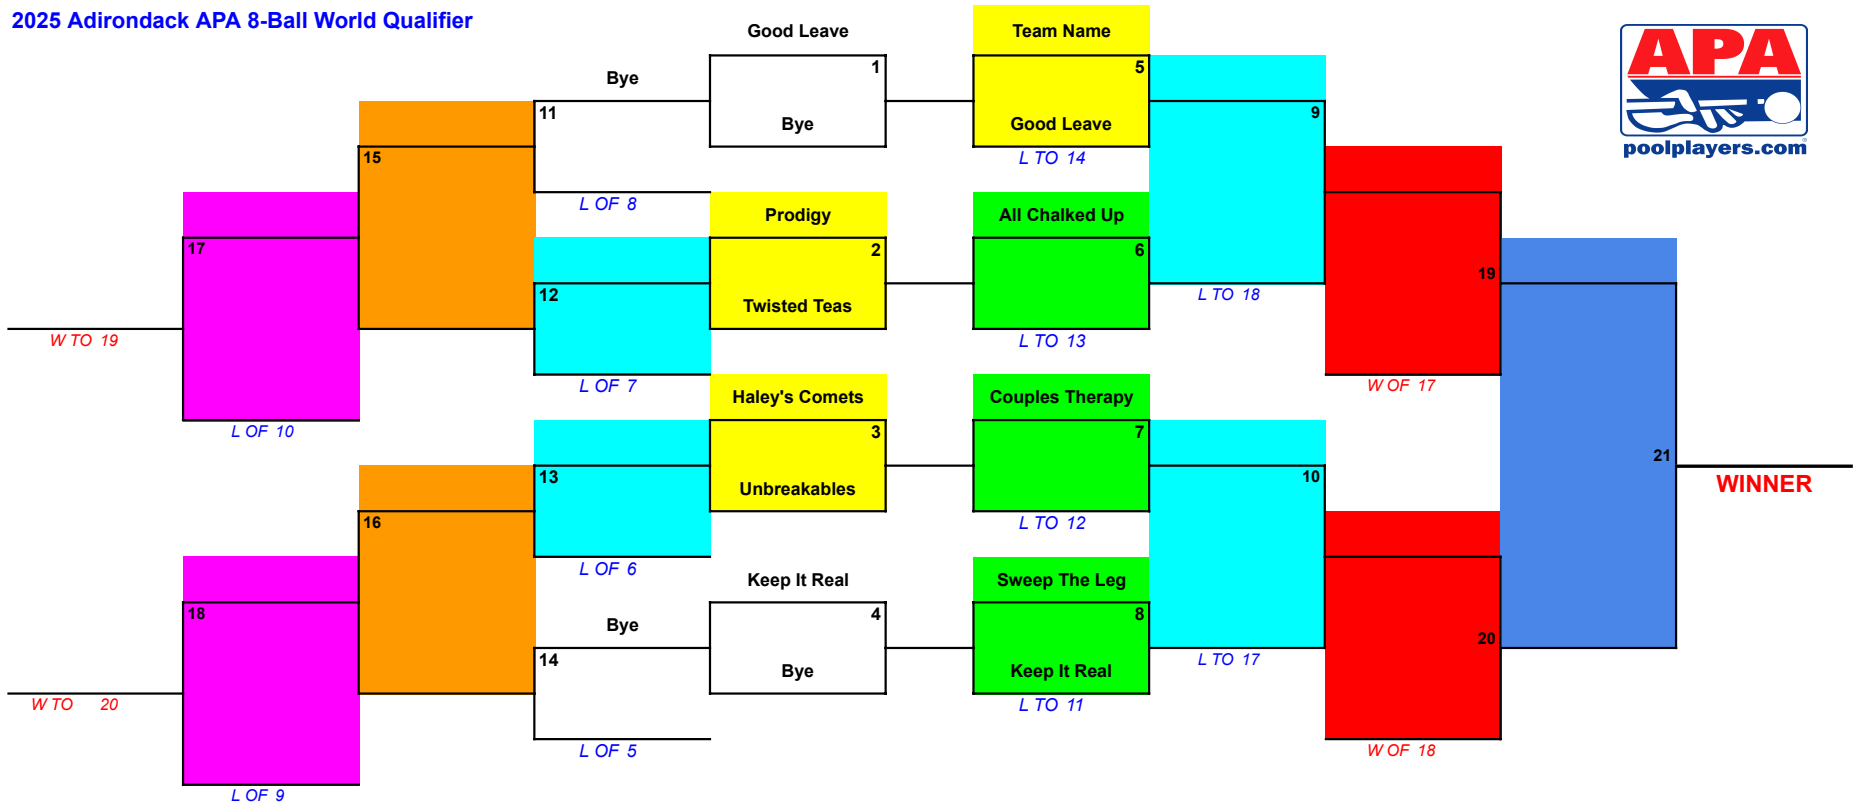 2025 Adirondack APA 8-Ball World Qualifier
Good Leave
Team Name
APA
poolplayers.com
1
5
Bye
11
9
Bye
Good Leave
15
L TO 14
L OF 8
Prodigy
All Chalked Up
17
2
6
19
12
Twisted Teas
L TO 18
W TO 19
L TO 13
L OF 7
W OF 17
Haley's Comets
Couples Therapy
L OF 10
3
7
21
13
10
Unbreakables
WINNER
16
L TO 12
L OF 6
Keep It Real
Sweep The Leg
18
4
8
Bye
20
14
Bye
Keep It Real
L TO 17
W TO 20
L TO 11
L OF 5
W OF 18
L OF 9